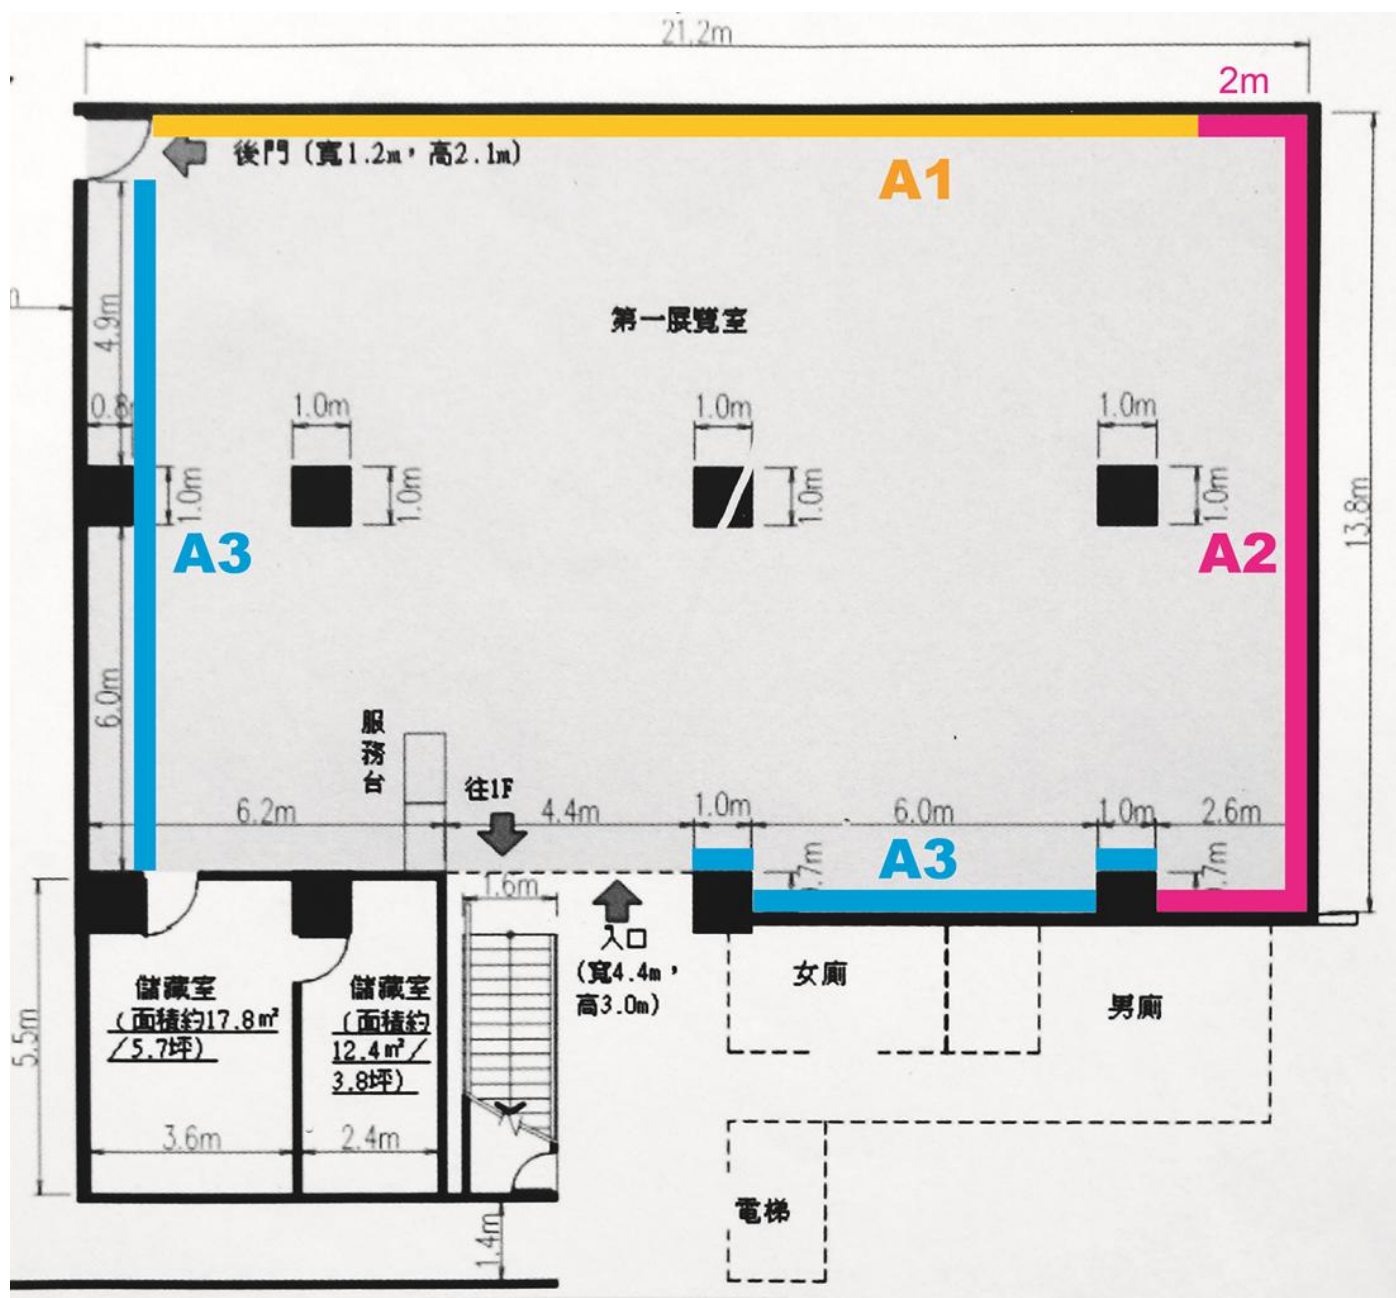 21.2m
2m
後門（寬1.2m，高2.1m）
A1
4.9m
第一展覽室
1.0m
1.0m
1.0m
1.0m
1.0m
1.0m
1.0m
13.8m
A3
A2
6.0m
服務台
往1F
6.2m
4.4m
1.0m
6.0m
1.0m
2.6m
A3
1.6m
入口
（寬4.4m，
高3.0m）
儲藏室
（面積約17.8㎡
/5.7坪）
儲藏室
（面積約
12.4㎡/
3.8坪）
女廁
男廁
5.5m
3.6m
2.4m
電梯
1.4m